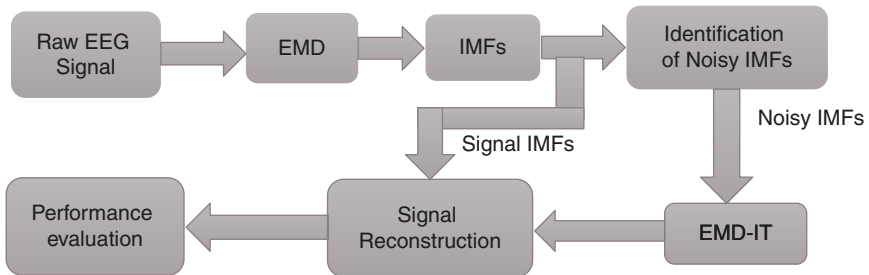 Raw EEG
Signal
EMD
IMFs
Identification
of Noisy IMFs
Noisy IMFs
Signal IMFs
Performance
evaluation
Signal
Reconstruction
EMD-IT